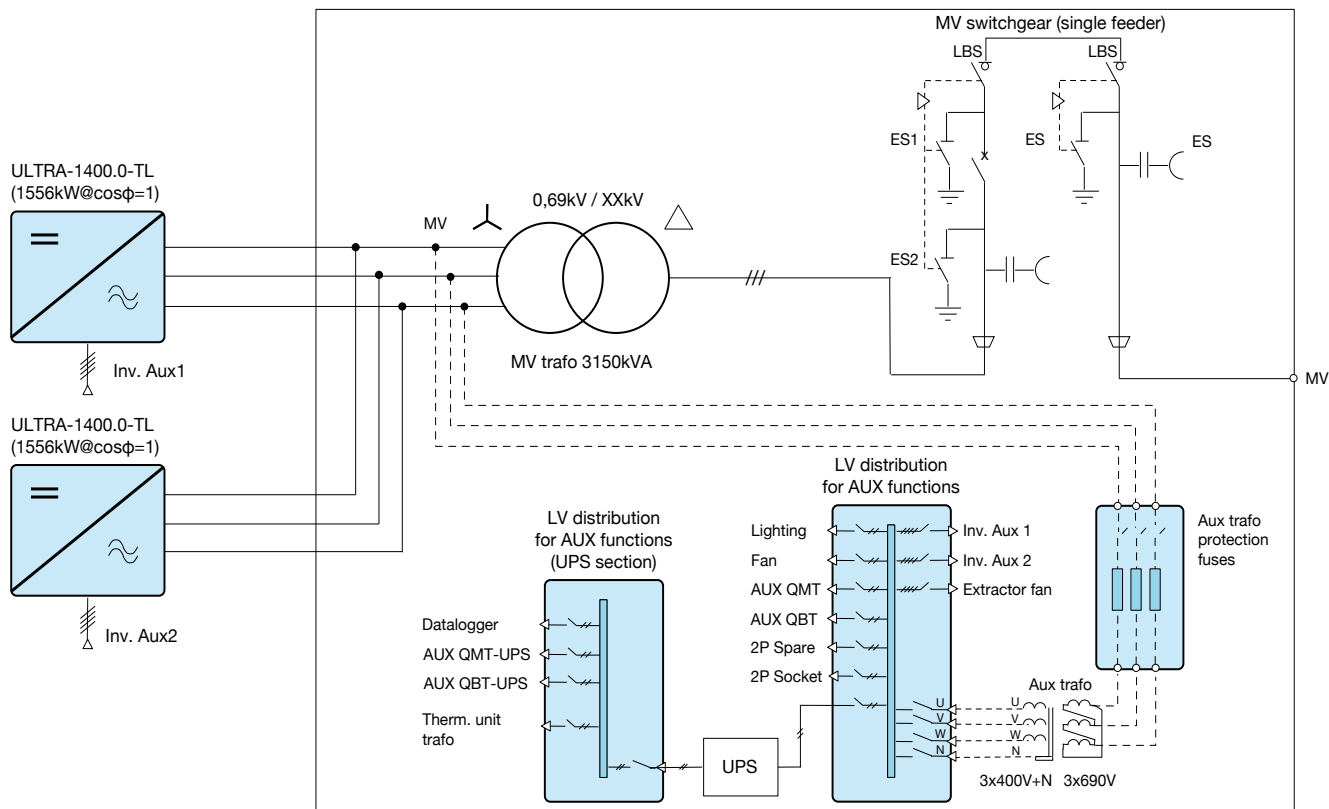 MV switchgear (single feeder)
LBS
LBS
ES1
ES
ES
ULTRA-1400.0-TL
(1556kW@cosφ=1)
0,69kV / XXkV
MV
ES2
MV trafo 3150kVA
Inv. Aux1
MV
ULTRA-1400.0-TL
(1556kW@cosφ=1)
Inv. Aux2
LV distribution
for AUX functions
(UPS section)
Datalogger
AUX QMT-UPS
AUX QBT-UPS
Therm. unit
trafo
UPS
LV distribution
for AUX functions
Lighting
Fan
AUX QMT
AUX QBT
2P Spare
2P Socket
Inv. Aux 1
Inv. Aux 2
Extractor fan
U
V
W
N
Aux trafo
U
V
W
N
3x400V+N
3x690V
Aux trafo
protection
fuses